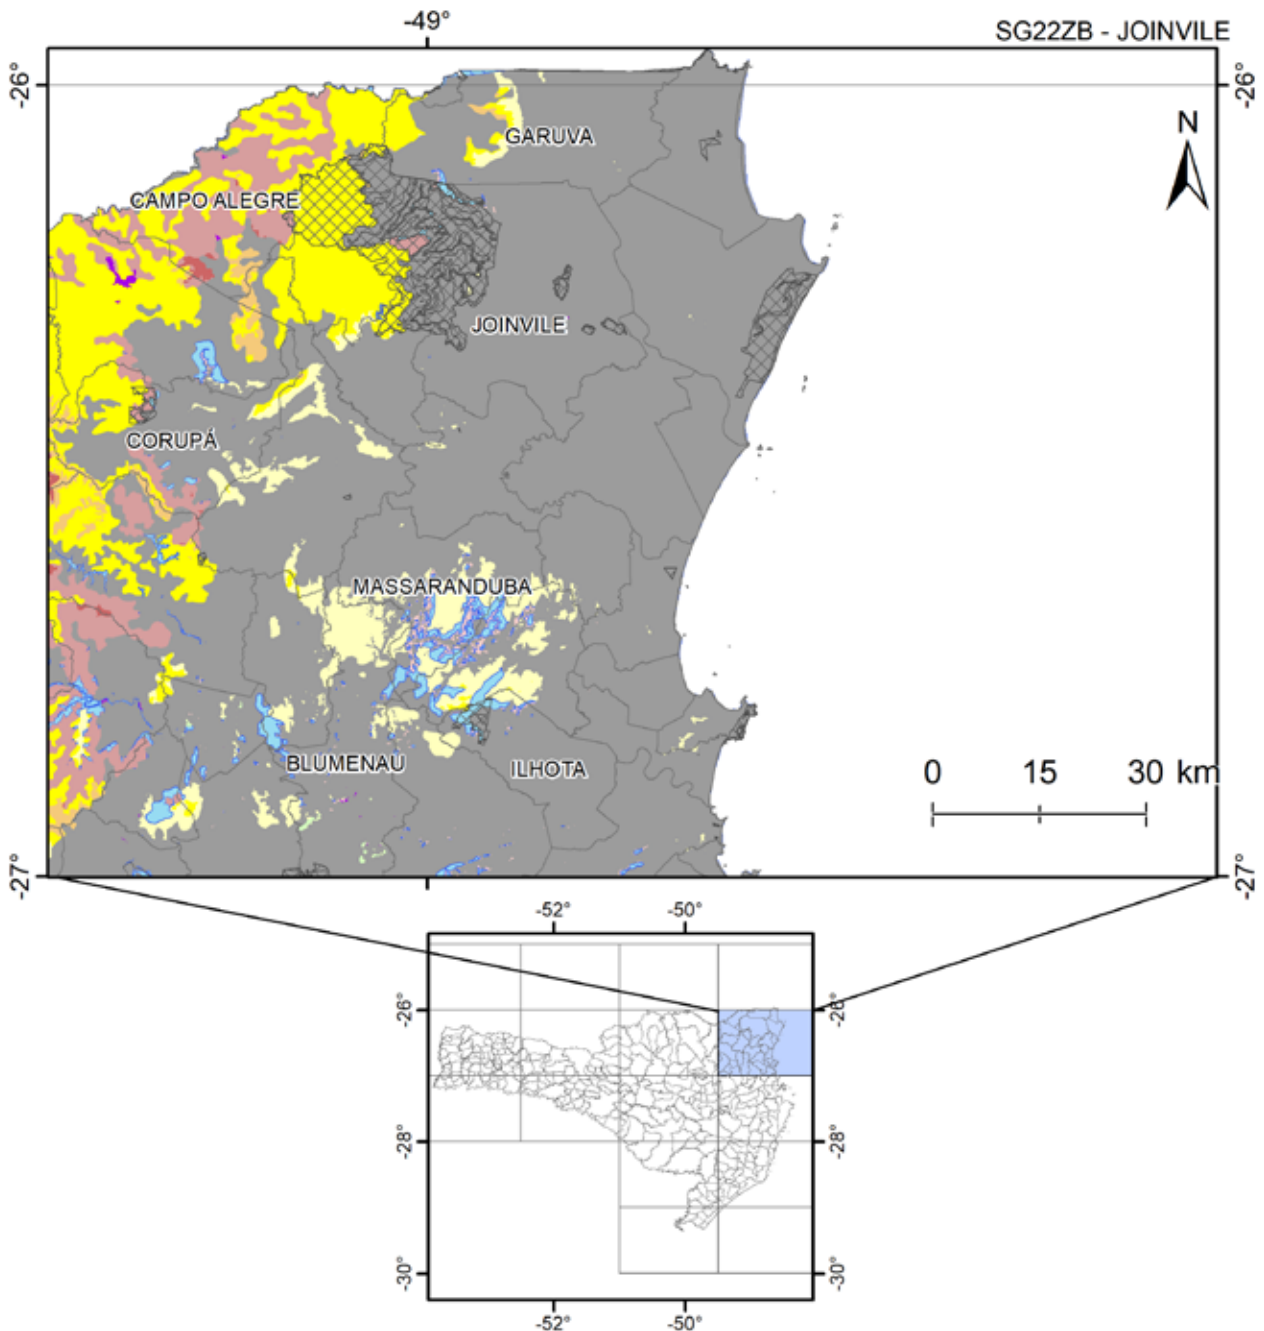 -49°
SG22ZB - JOINVILE
-26°
-26°
N
GARUVA
CAMPO ALEGRE
JOINVILE
CORUPÁ
MASSARANDUBA
BLUMENAU
ILHOTA
0 15 30 km
-27°
-27°
-52° -50°
-26°
-26°
-28°
-28°
-30°
-30°
-52° -50°